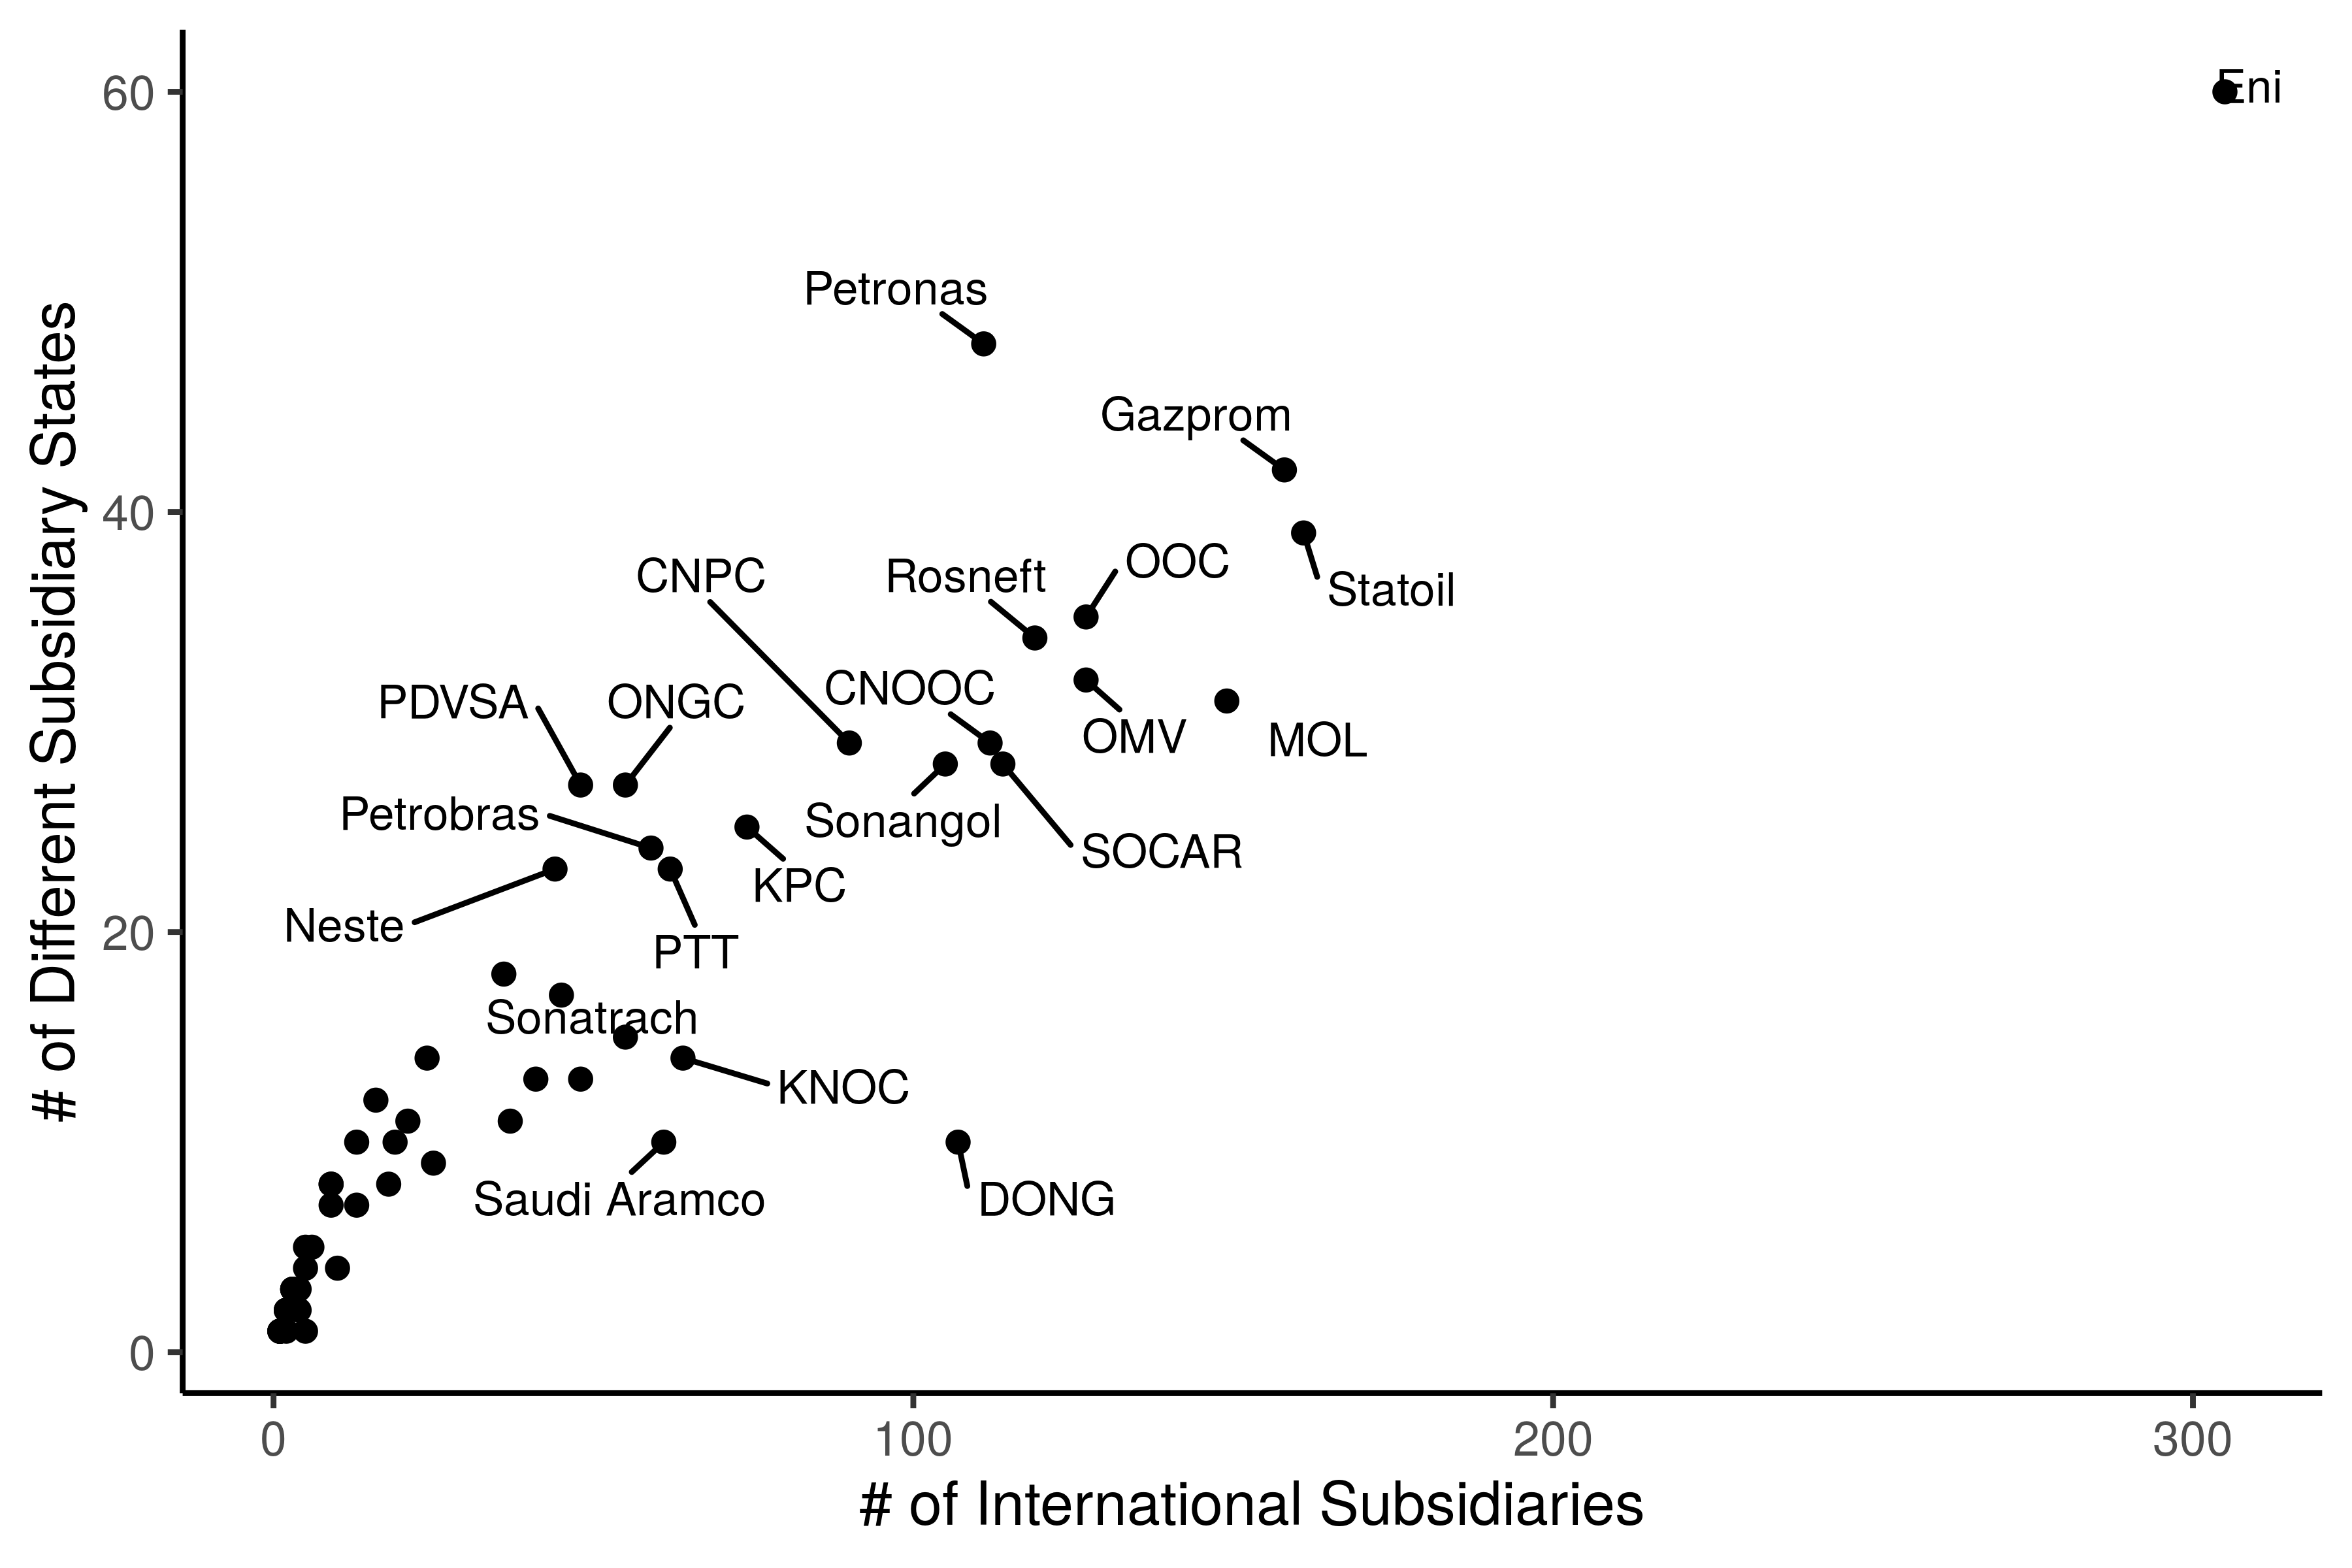 60
Eni
Petronas
Gazprom
40
OOC
CNPC
Rosneft
Statoil
CNOOC
PDVSA
ONGC
OMV
MOL
Petrobras
Sonangol
SOCAR
KPC
Neste
20
PTT
Sonatrach
KNOC
Saudi Aramco
DONG
0
0
100
200
300
# of International Subsidiaries
# of Different Subsidiary States